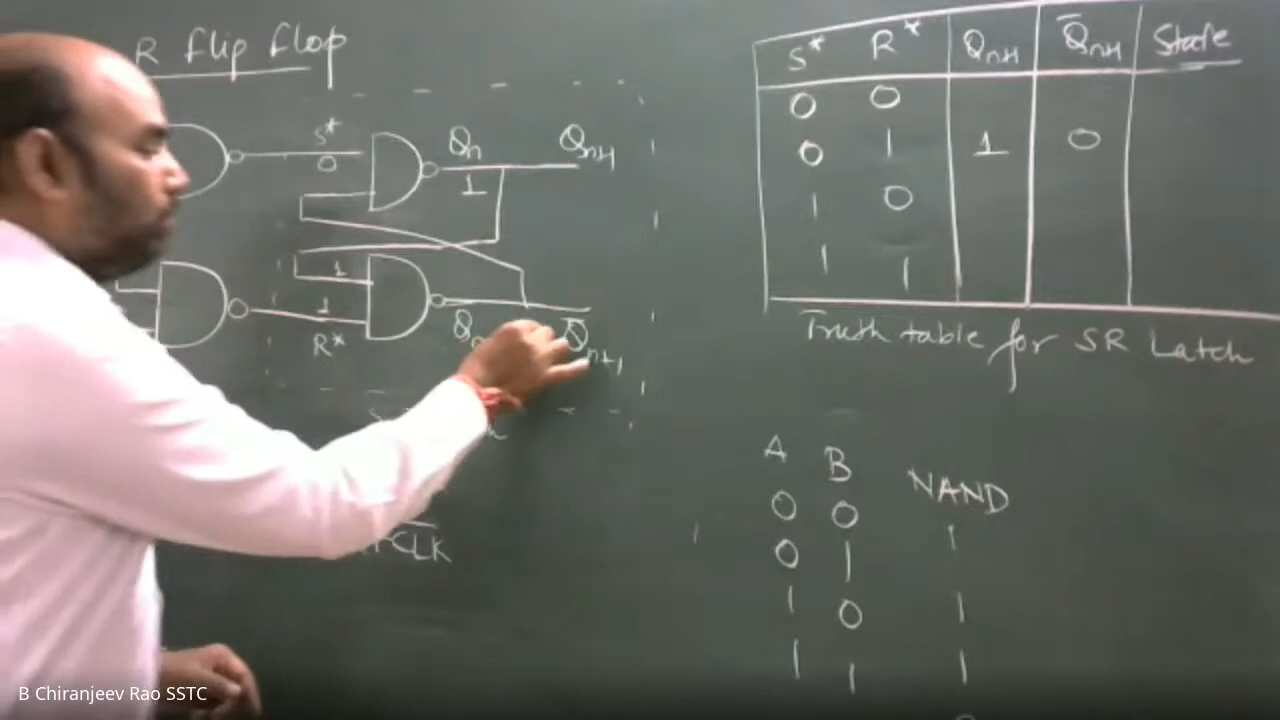 R flip flop
S*
0
Qn
Qn+1
1
1
1
R*
Q̄n+1
CLK
S* R* Qn+1 Q̄n+1 State
0 0
0 1 1 0
1 0
1 1
Truth table for SR Latch
A B NAND
0 0 1
0 1 1
1 0 1
1 1
B Chiranjeev Rao SSTC